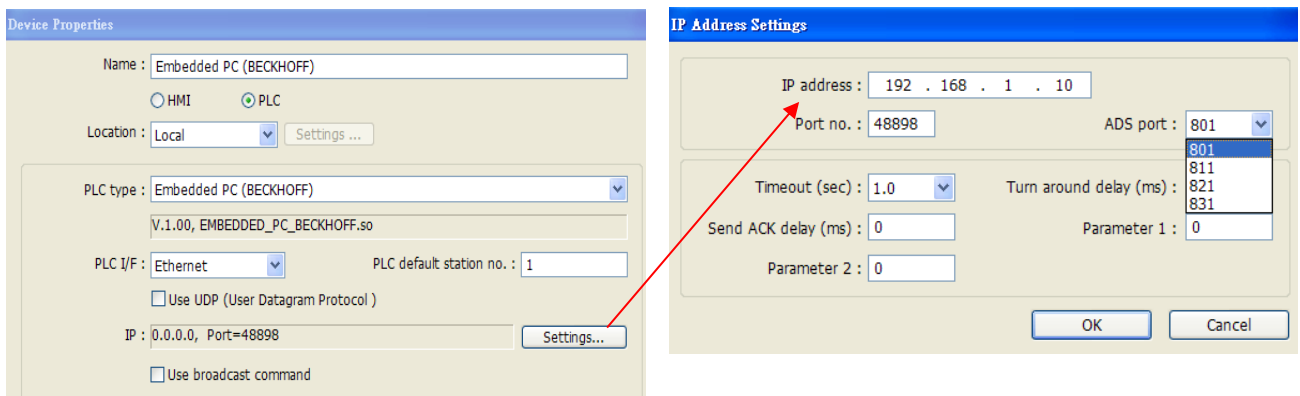 Device Properties
Name : Embedded PC (BECKHOFF)
HMI PLC
Location : Local Settings ...
PLC type : Embedded PC (BECKHOFF)
V.1.00, EMBEDDED_PC_BECKHOFF.so
PLC I/F : Ethernet PLC default station no. : 1
Use UDP (User Datagram Protocol )
IP : 0.0.0.0, Port=48898 Settings...
Use broadcast command
IP Address Settings
IP address : 192 . 168 . 1 . 10
Port no. : 48898 ADS port : 801
801
811
821
831
Timeout (sec) : 1.0 Turn around delay (ms) :
Send ACK delay (ms) : 0 Parameter 1 : 0
Parameter 2 : 0
OK Cancel